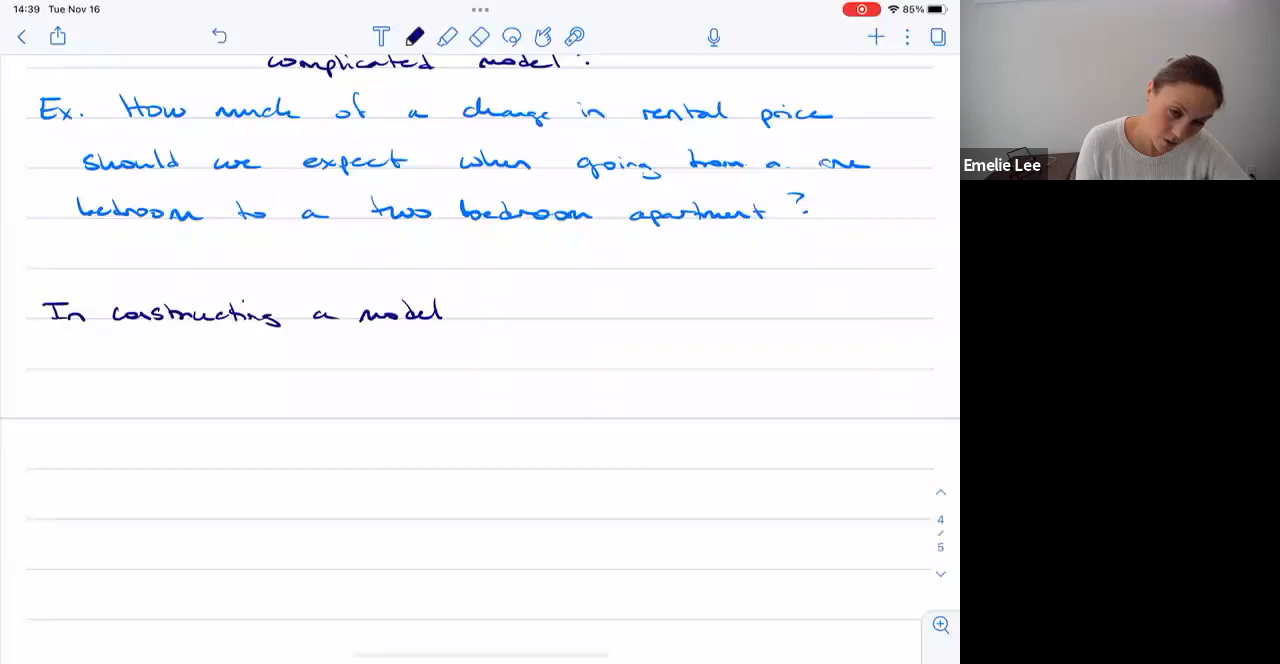 14:39 Tue Nov 16
85%
complicated model?
Ex. How much of a change in rental price
should we expect when going from a one
bedroom to a two bedroom apartment?
In constructing a model
4
/
5
Emelie Lee